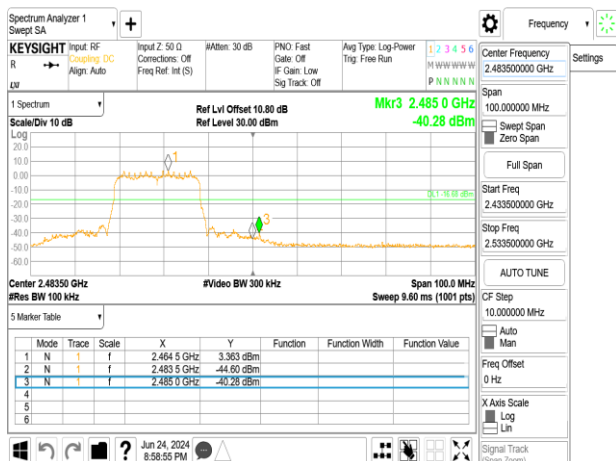 Spectrum Analyzer 1
Swept SA
Frequency
KEYSIGHT
R
LXI
Input: RF
Coupling: DC
Align: Auto
Input Z: 50 Ω
Corrections: Off
Freq Ref: Int (S)
#Atten: 30 dB
PNO: Fast
Gate: Off
IF Gain: Low
Sig Track: Off
Avg Type: Log-Power
Trig: Free Run
1 2 3 4 5 6
M W W W W W
P N N N N N
1 Spectrum
Scale/Div 10 dB
Ref Lvl Offset 10.80 dB
Ref Level 30.00 dBm
Mkr3 2.485 0 GHz
-40.28 dBm
Log
20.0
10.0
0.00
-10.0
-20.0
-30.0
-40.0
-50.0
-60.0
1
3
DL1 -16.68 dBm
Center 2.48350 GHz
#Res BW 100 kHz
#Video BW 300 kHz
Span 100.0 MHz
Sweep 9.60 ms (1001 pts)
5 Marker Table
Mode Trace Scale X Y Function Function Width Function Value
1 N 1 f 2.464 5 GHz 3.363 dBm
2 N 1 f 2.483 5 GHz -44.60 dBm
3 N 1 f 2.485 0 GHz -40.28 dBm
4
5
6
?
Jun 24, 2024
8:58:55 PM
Center Frequency
2.483500000 GHz
Span
100.000000 MHz
Swept Span
Zero Span
Full Span
Start Freq
2.433500000 GHz
Stop Freq
2.533500000 GHz
AUTO TUNE
CF Step
10.000000 MHz
Auto
Man
Freq Offset
0 Hz
X Axis Scale
Log
Lin
Signal Track
(Span Zoom)
Settings